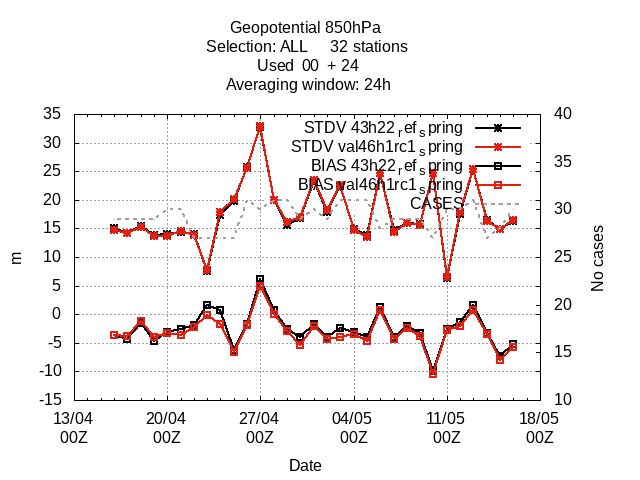 Geopotential 850hPa
Selection: ALL 32 stations
Used 00 + 24
Averaging window: 24h
STDV 43h22_ref_spring
STDV val46h1rc1_spring
BIAS 43h22_ref_spring
BIAS val46h1rc1_spring
CASES
35
30
25
20
15
10
5
0
-5
-10
-15
m
40
35
30
25
20
15
10
No cases
13/04 20/04 27/04 04/05 11/05 18/05
00Z 00Z 00Z 00Z 00Z 00Z
Date